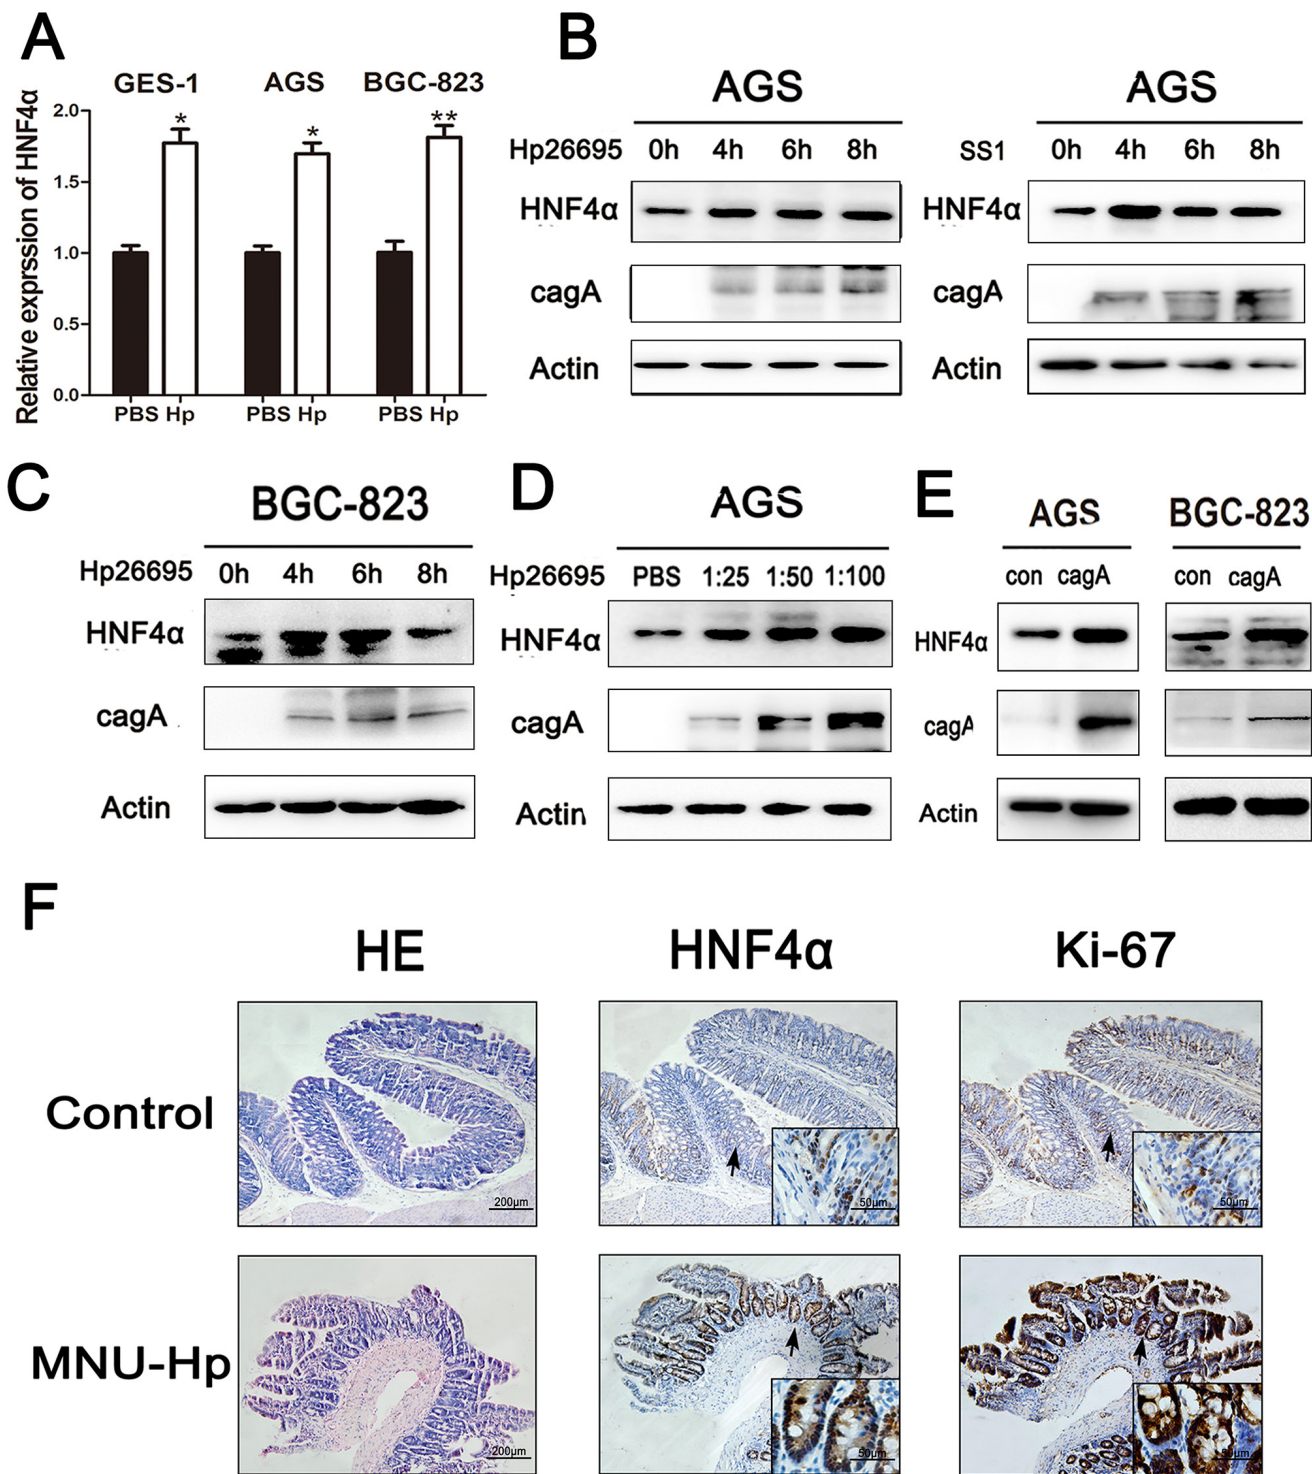 A
GES-1 AGS BGC-823
Relative exprssion of HNF4α
2.0
1.5
1.0
0.5
0.0
* * **
PBS Hp PBS Hp PBS Hp
B
AGS
Hp26695 0h 4h 6h 8h
HNF4α
cagA
Actin
AGS
SS1 0h 4h 6h 8h
HNF4α
cagA
Actin
C
BGC-823
Hp26695 0h 4h 6h 8h
HNF4α
cagA
Actin
D
AGS
Hp26695 PBS 1:25 1:50 1:100
HNF4α
cagA
Actin
E
AGS BGC-823
con cagA con cagA
HNF4α
cagA
Actin
F
HE HNF4α Ki-67
Control
200μm 50μm 50μm
MNU-Hp
200μm 50μm 50μm